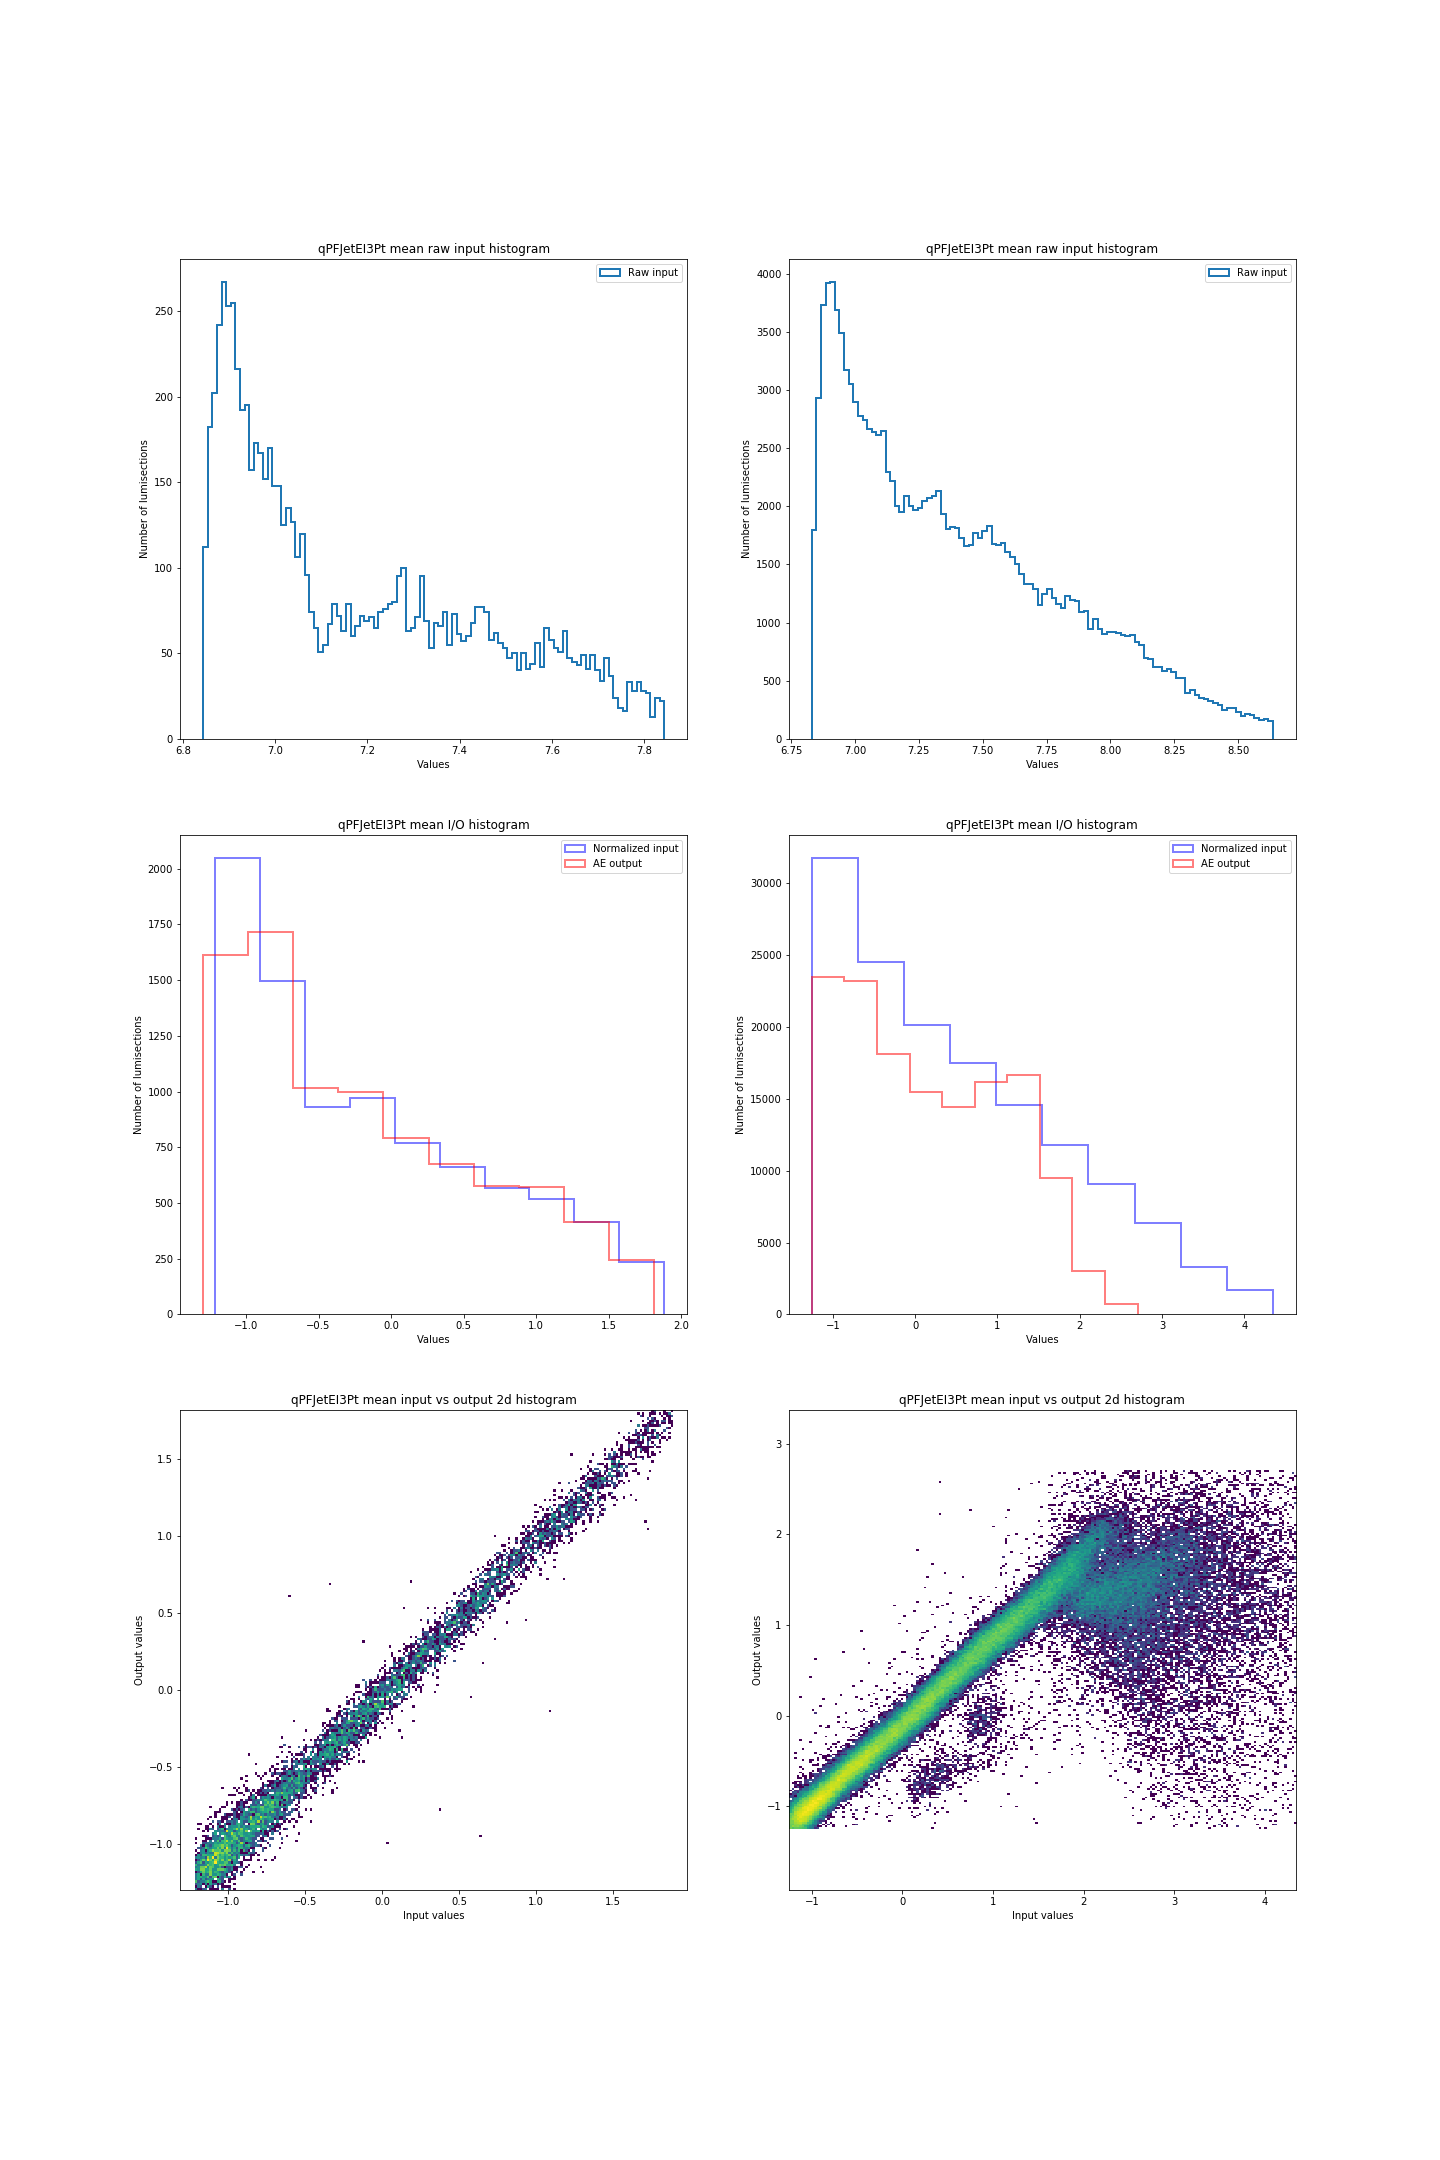 qPFJetEI3Pt mean raw input histogram
Raw input
250
200
150
100
50
0
Number of lumisections
6.8 7.0 7.2 7.4 7.6 7.8
Values
qPFJetEI3Pt mean raw input histogram
Raw input
4000
3500
3000
2500
2000
1500
1000
500
0
Number of lumisections
6.75 7.00 7.25 7.50 7.75 8.00 8.25 8.50
Values
qPFJetEI3Pt mean I/O histogram
Normalized input
AE output
2000
1750
1500
1250
1000
750
500
250
0
Number of lumisections
−1.0 −0.5 0.0 0.5 1.0 1.5 2.0
Values
qPFJetEI3Pt mean I/O histogram
Normalized input
AE output
30000
25000
20000
15000
10000
5000
0
Number of lumisections
−1 0 1 2 3 4
Values
qPFJetEI3Pt mean input vs output 2d histogram
1.5
1.0
0.5
0.0
−0.5
−1.0
Output values
−1.0 −0.5 0.0 0.5 1.0 1.5
Input values
qPFJetEI3Pt mean input vs output 2d histogram
3
2
1
0
−1
Output values
−1 0 1 2 3 4
Input values